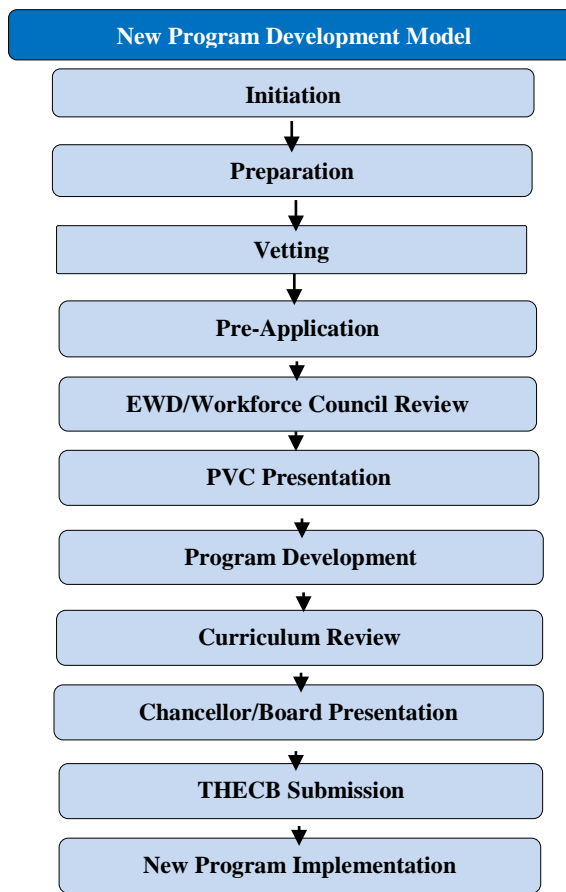 New Program Development Model
Initiation
Preparation
Vetting
Pre-Application
EWD/Workforce Council Review
PVC Presentation
Program Development
Curriculum Review
Chancellor/Board Presentation
THECB Submission
New Program Implementation